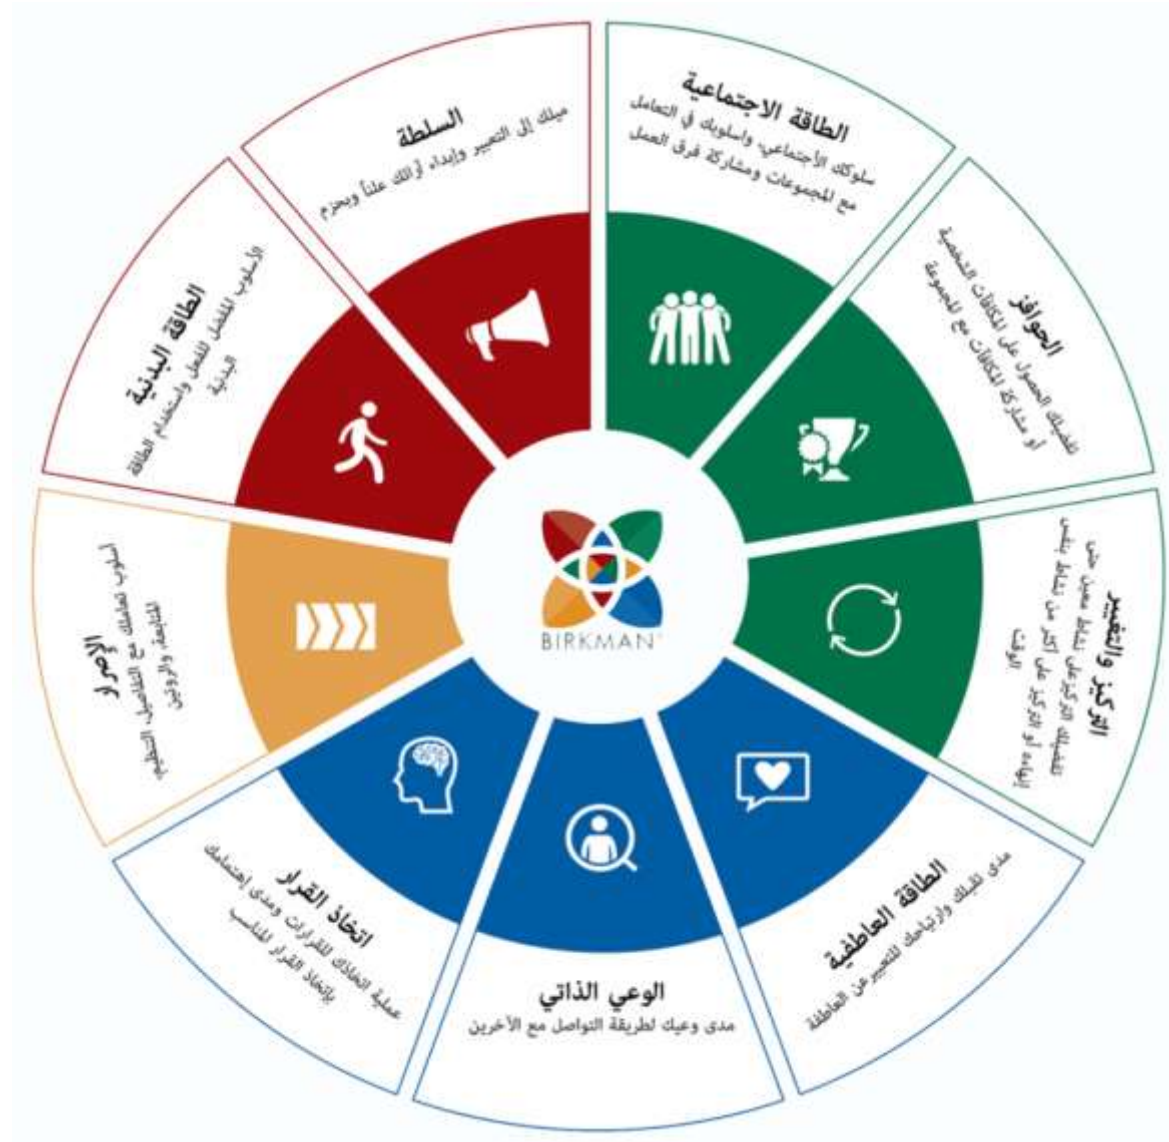 الطاقة الاجتماعية
سلوكك الأجتماعي، واسلوبك في التعامل
مع المجموعات ومشاركة فرق العمل
الحوافز
تفضيلك الحصول على المكافآت الشخصية
أو مشاركة المكافآت مع المجموعة
التركيز والتغيير
تفضيلك التركيز على نشاط معين حتى
إنهاءه أو التركيز على أكثر من نشاط بنفس
الوقت
الطاقة العاطفية
مدى تقبلك وارتياحك للتعبير عن العاطفة
الوعي الذاتي
مدى وعيك لطريقة التواصل مع الآخرين
اتخاذ القرار
عملية اتخاذك للقرارات ومدى إهتمامك
بإتخاذ القرار المناسب
الإصرار
أسلوب تعاملك مع التفاصيل، التنظيم،
المتابعة، والروتين
الطاقة البدنية
الأسلوب المفضل للفعل واستخدام الطاقة
البدنية
السلطة
ميلك إلى التعبير وإبداء أرائك علناً وبحزم
BIRKMAN